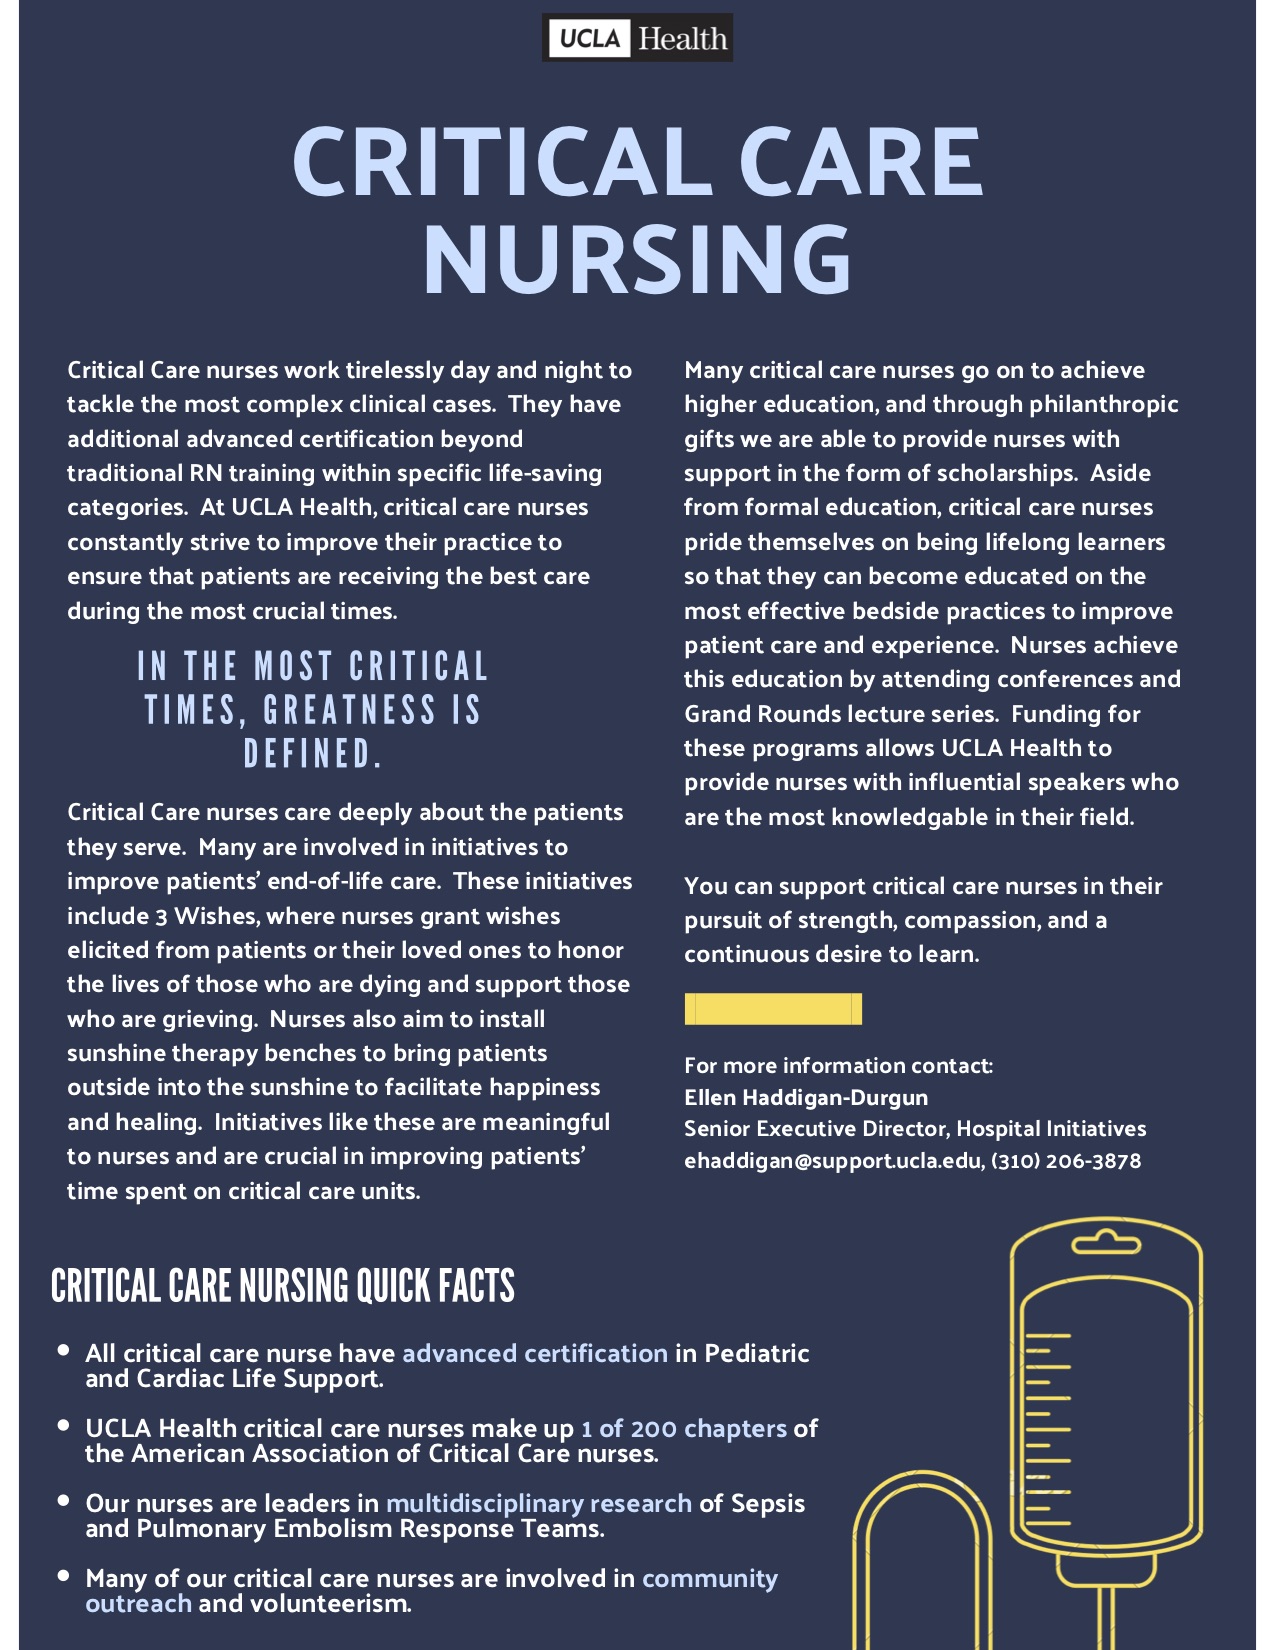 UCLA Health
CRITICAL CARE
NURSING
Critical Care nurses work tirelessly day and night to
tackle the most complex clinical cases.  They have
additional advanced certification beyond
traditional RN training within specific life-saving
categories.  At UCLA Health, critical care nurses
constantly strive to improve their practice to
ensure that patients are receiving the best care
during the most crucial times.
IN THE MOST CRITICAL
TIMES, GREATNESS IS
DEFINED.
Critical Care nurses care deeply about the patients
they serve.  Many are involved in initiatives to
improve patients’ end-of-life care.  These initiatives
include 3 Wishes, where nurses grant wishes
elicited from patients or their loved ones to honor
the lives of those who are dying and support those
who are grieving.  Nurses also aim to install
sunshine therapy benches to bring patients
outside into the sunshine to facilitate happiness
and healing.  Initiatives like these are meaningful
to nurses and are crucial in improving patients’
time spent on critical care units.
Many critical care nurses go on to achieve
higher education, and through philanthropic
gifts we are able to provide nurses with
support in the form of scholarships.  Aside
from formal education, critical care nurses
pride themselves on being lifelong learners
so that they can become educated on the
most effective bedside practices to improve
patient care and experience.  Nurses achieve
this education by attending conferences and
Grand Rounds lecture series.  Funding for
these programs allows UCLA Health to
provide nurses with influential speakers who
are the most knowledgable in their field.
You can support critical care nurses in their
pursuit of strength, compassion, and a
continuous desire to learn.
For more information contact:
Ellen Haddigan-Durgun
Senior Executive Director, Hospital Initiatives
ehaddigan@support.ucla.edu, (310) 206-3878
CRITICAL CARE NURSING QUICK FACTS
• All critical care nurse have advanced certification in Pediatric
and Cardiac Life Support.
• UCLA Health critical care nurses make up 1 of 200 chapters of
the American Association of Critical Care nurses.
• Our nurses are leaders in multidisciplinary research of Sepsis
and Pulmonary Embolism Response Teams.
• Many of our critical care nurses are involved in community
outreach and volunteerism.